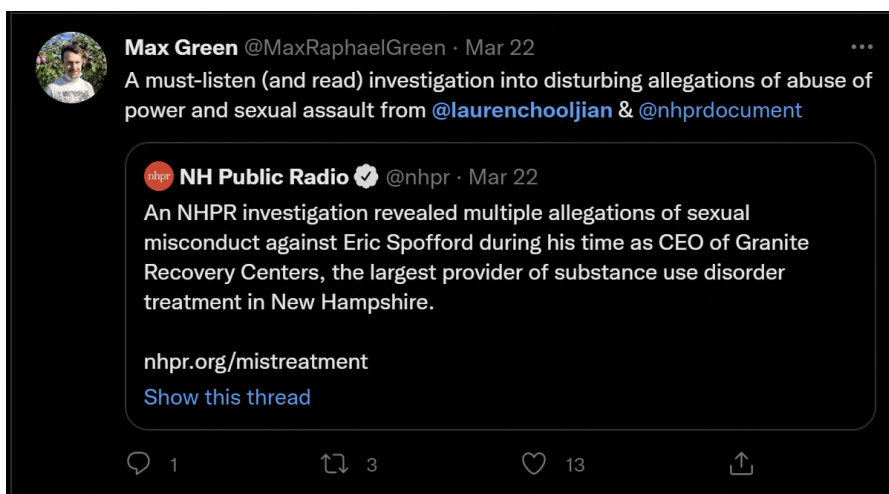 Max Green @MaxRaphaelGreen · Mar 22
A must-listen (and read) investigation into disturbing allegations of abuse of
power and sexual assault from @laurenchooljian & @nhprdocument
nhpr NH Public Radio @nhpr · Mar 22
An NHPR investigation revealed multiple allegations of sexual
misconduct against Eric Spofford during his time as CEO of Granite
Recovery Centers, the largest provider of substance use disorder
treatment in New Hampshire.
nhpr.org/mistreatment
Show this thread
1 3 13